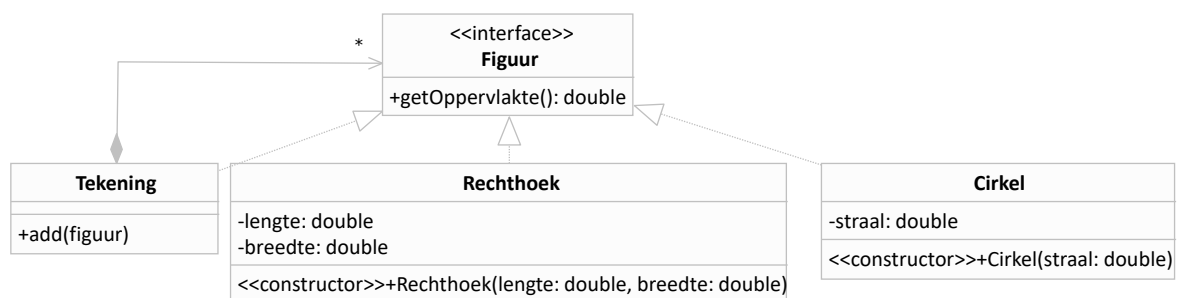 <<interface>>
Figuur
*
+getOppervlakte(): double
Tekening
+add(figuur)
Rechthoek
-lengte: double
-breedte: double
<<constructor>>+Rechthoek(lengte: double, breedte: double)
Cirkel
-straal: double
<<constructor>>+Cirkel(straal: double)